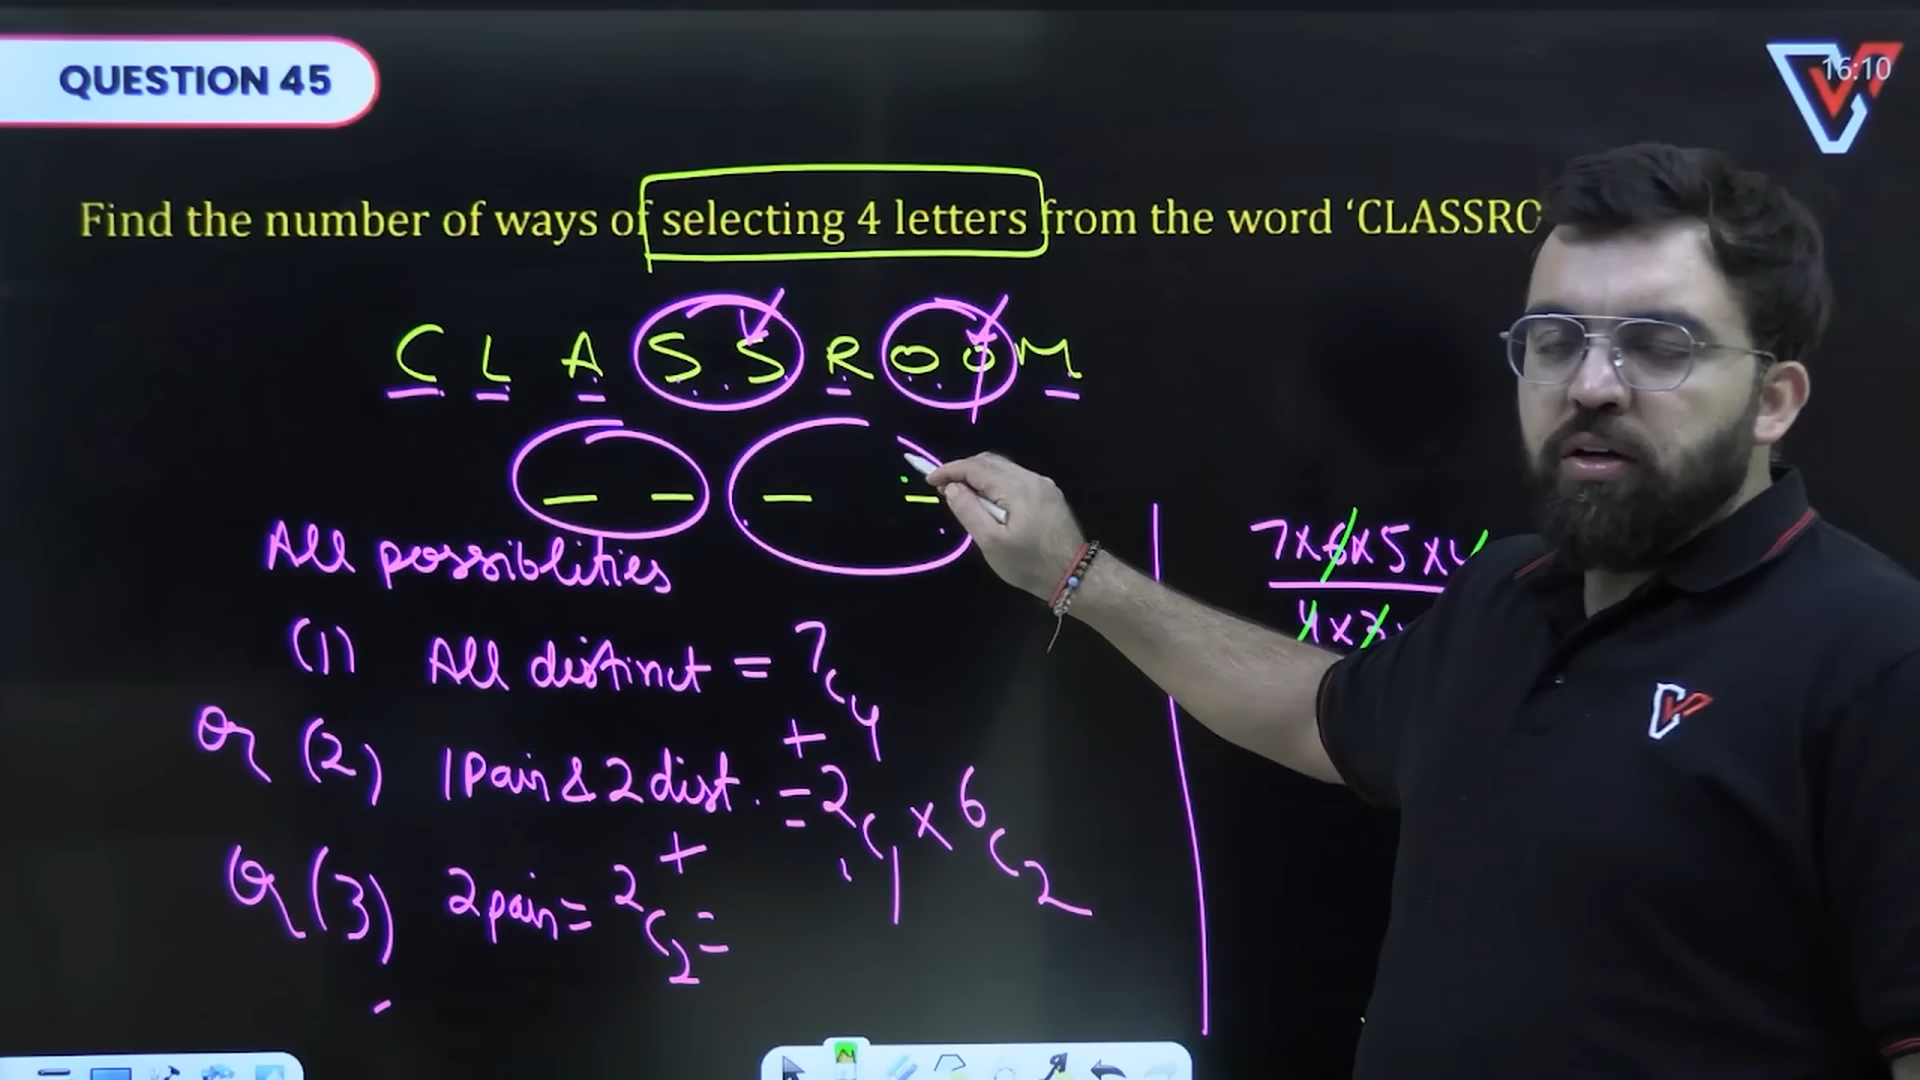 QUESTION 45
16:10
Find the number of ways of selecting 4 letters from the word ‘CLASSRO
C L A S S R O O M
All possiblities
(1) All distinct = 7C4
+
or (2) 1 Pair & 2 dist. = 2C1 × 6C2
+
or (3) 2 pair = 2C2 =
7×6×5×4
4×3×